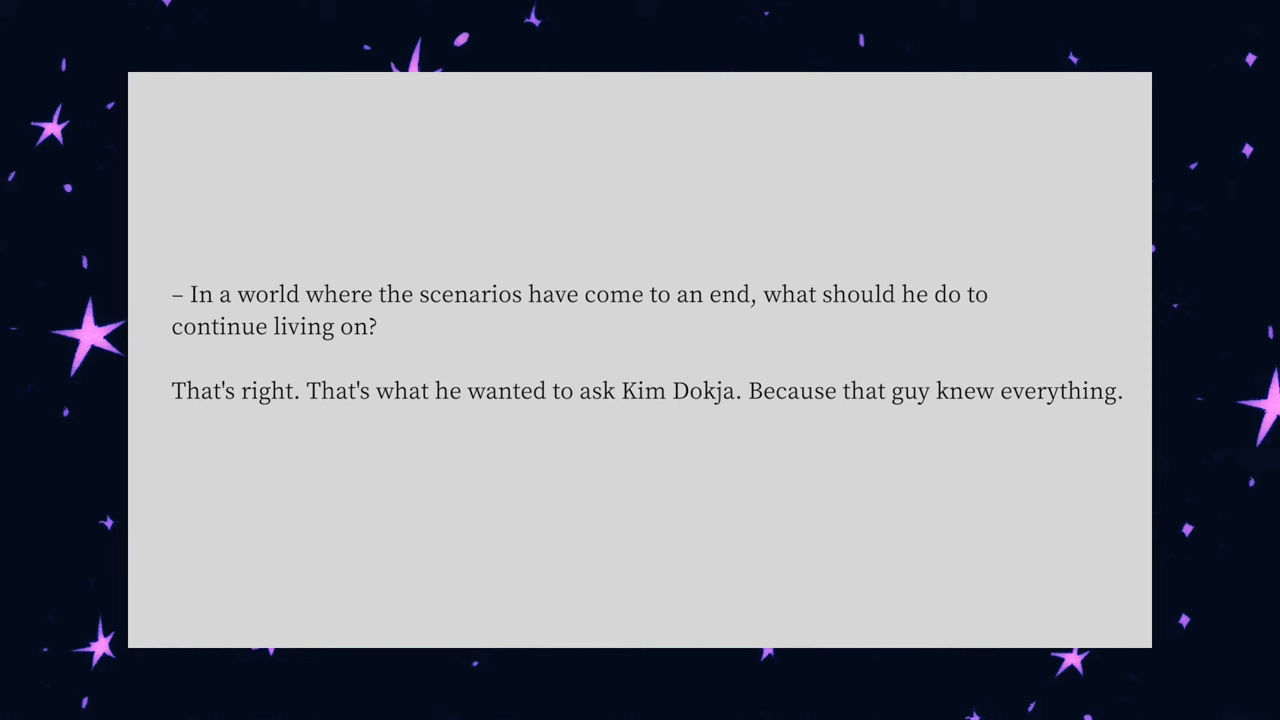 – In a world where the scenarios have come to an end, what should he do to
continue living on?
That's right. That's what he wanted to ask Kim Dokja. Because that guy knew everything.